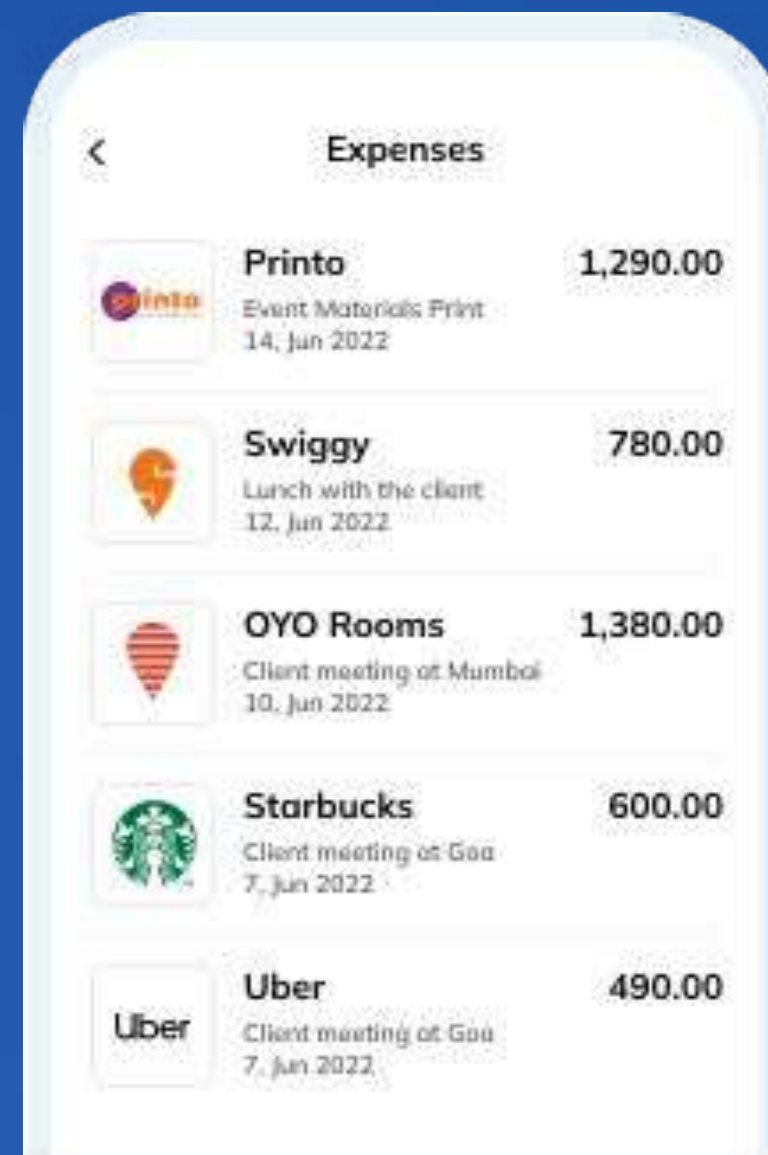 Expenses
printo
Printo 1,290.00
Event Materials Print
14, Jun 2022
Swiggy 780.00
Lunch with the client
12, Jun 2022
OYO Rooms 1,380.00
Client meeting at Mumbai
10, Jun 2022
Starbucks 600.00
Client meeting at Goa
7, Jun 2022
Uber
Uber 490.00
Client meeting at Goa
7, Jun 2022